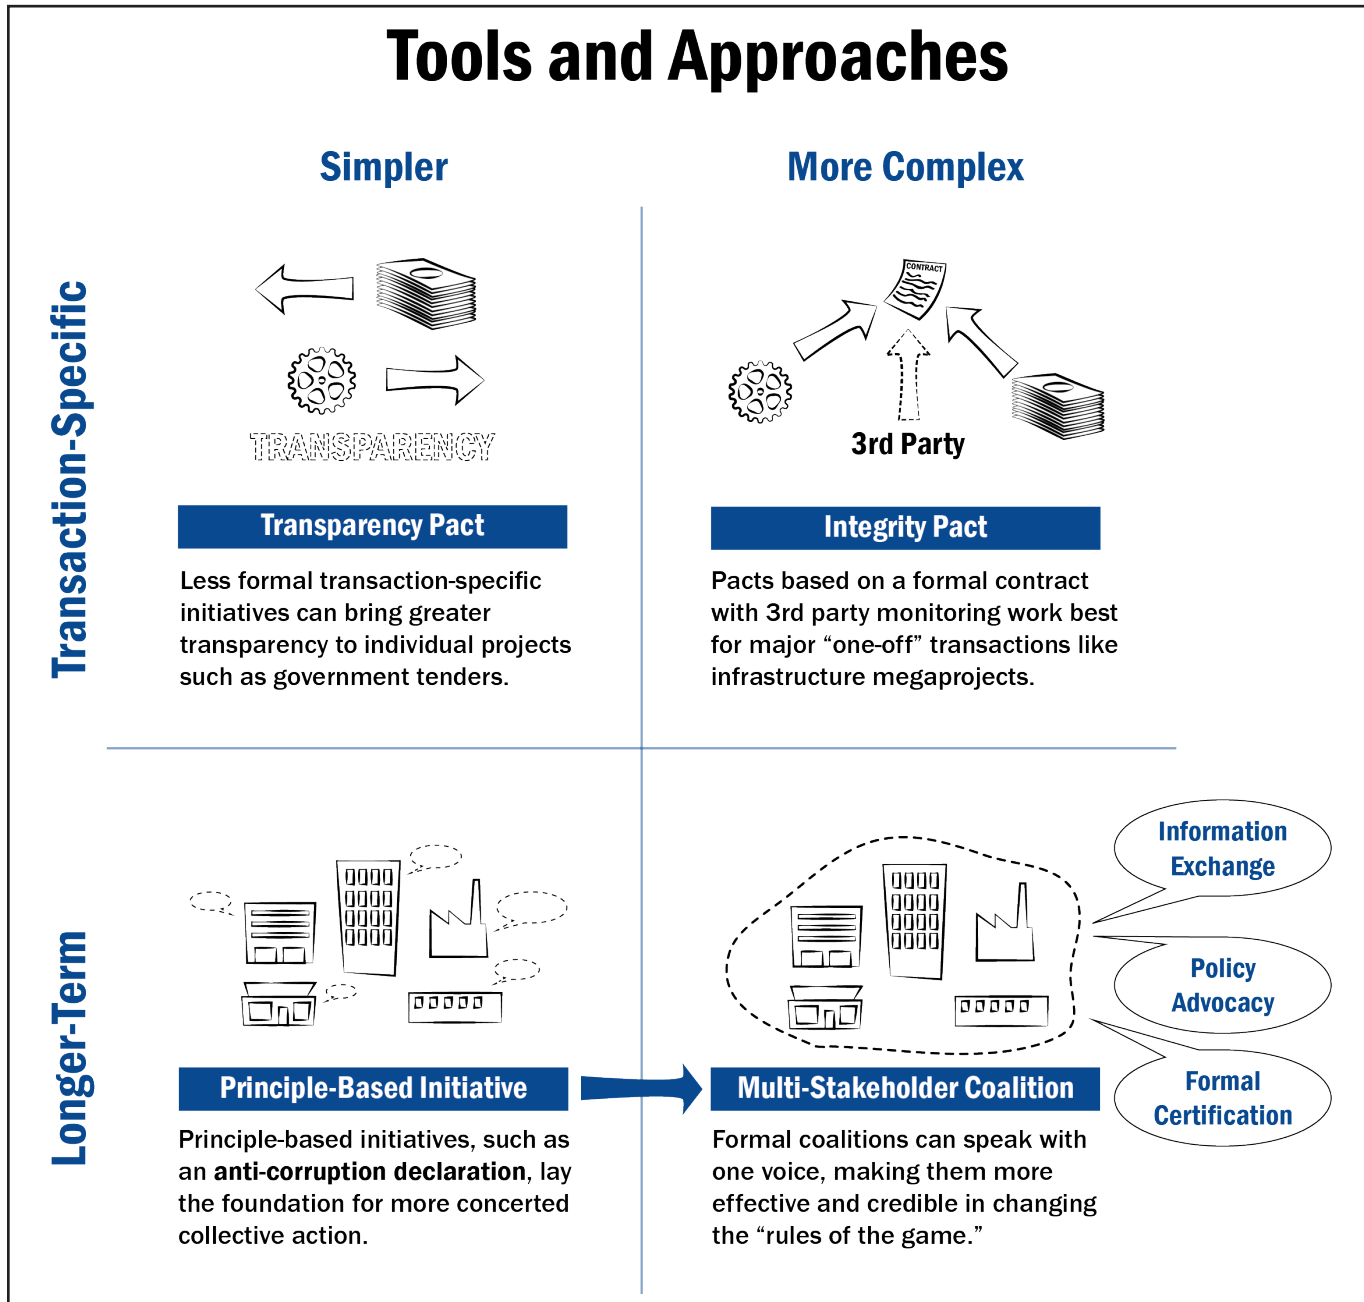 Tools and Approaches
Simpler
More Complex
Transaction-Specific
TRANSPARENCY
Transparency Pact
Less formal transaction-specific
initiatives can bring greater
transparency to individual projects
such as government tenders.
CONTRACT
3rd Party
Integrity Pact
Pacts based on a formal contract
with 3rd party monitoring work best
for major “one-off” transactions like
infrastructure megaprojects.
Longer-Term
Principle-Based Initiative
Principle-based initiatives, such as
an anti-corruption declaration, lay
the foundation for more concerted
collective action.
Multi-Stakeholder Coalition
Formal coalitions can speak with
one voice, making them more
effective and credible in changing
the “rules of the game.”
Information
Exchange
Policy
Advocacy
Formal
Certification